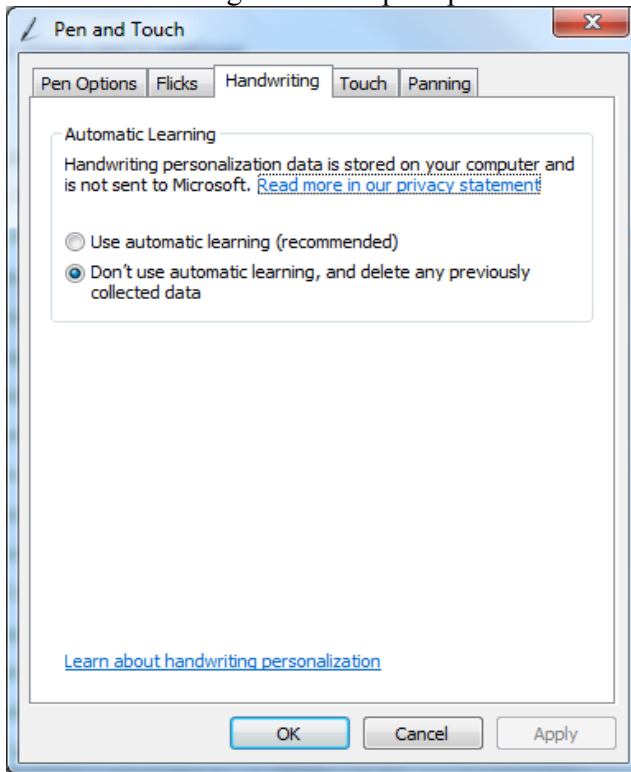 Pen and Touch
Pen Options Flicks Handwriting Touch Panning
Automatic Learning
Handwriting personalization data is stored on your computer and
is not sent to Microsoft. Read more in our privacy statement
Use automatic learning (recommended)
Don't use automatic learning, and delete any previously
collected data
Learn about handwriting personalization
OK Cancel Apply